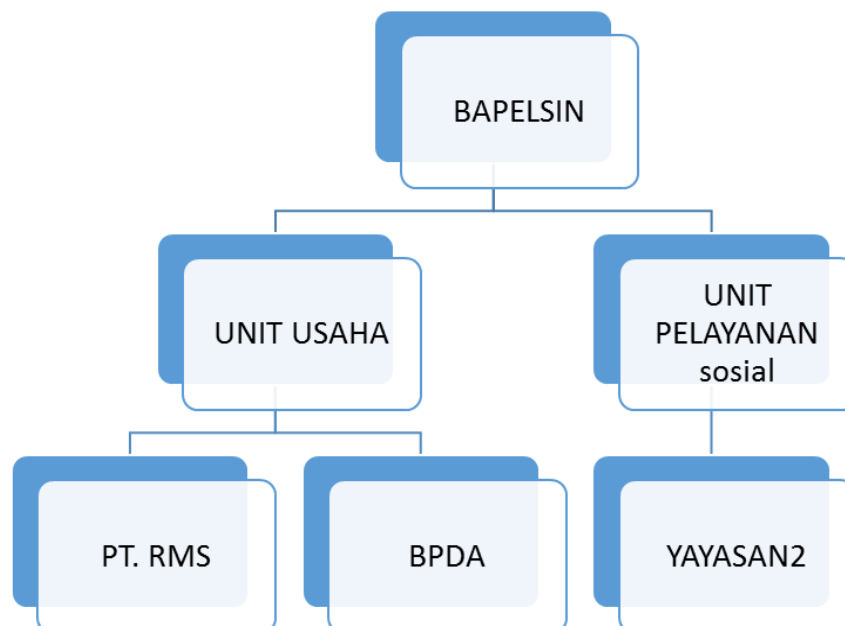 BAPELSIN
UNIT USAHA
UNIT
PELAYANAN
sosial
PT. RMS
BPDA
YAYASAN2